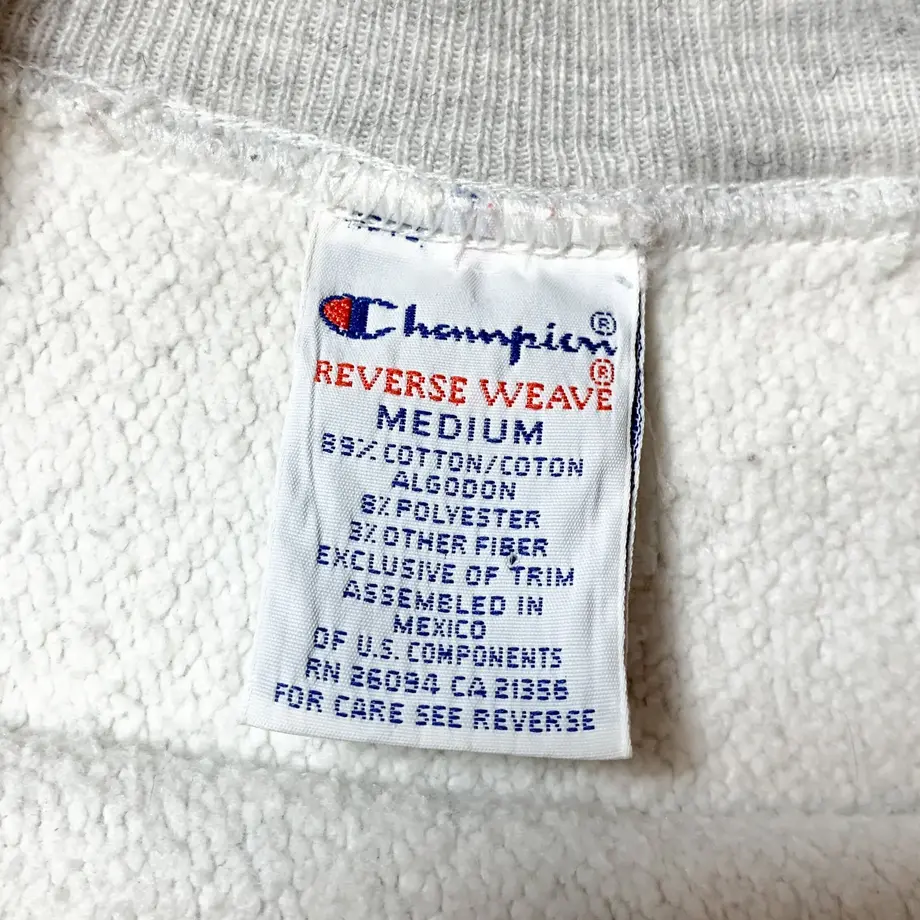 Champion®
REVERSE WEAVE®
MEDIUM
89% COTTON/COTON
ALGODON
8% POLYESTER
3% OTHER FIBER
EXCLUSIVE OF TRIM
ASSEMBLED IN
MEXICO
OF U.S. COMPONENTS
RN 26094 CA 21356
FOR CARE SEE REVERSE